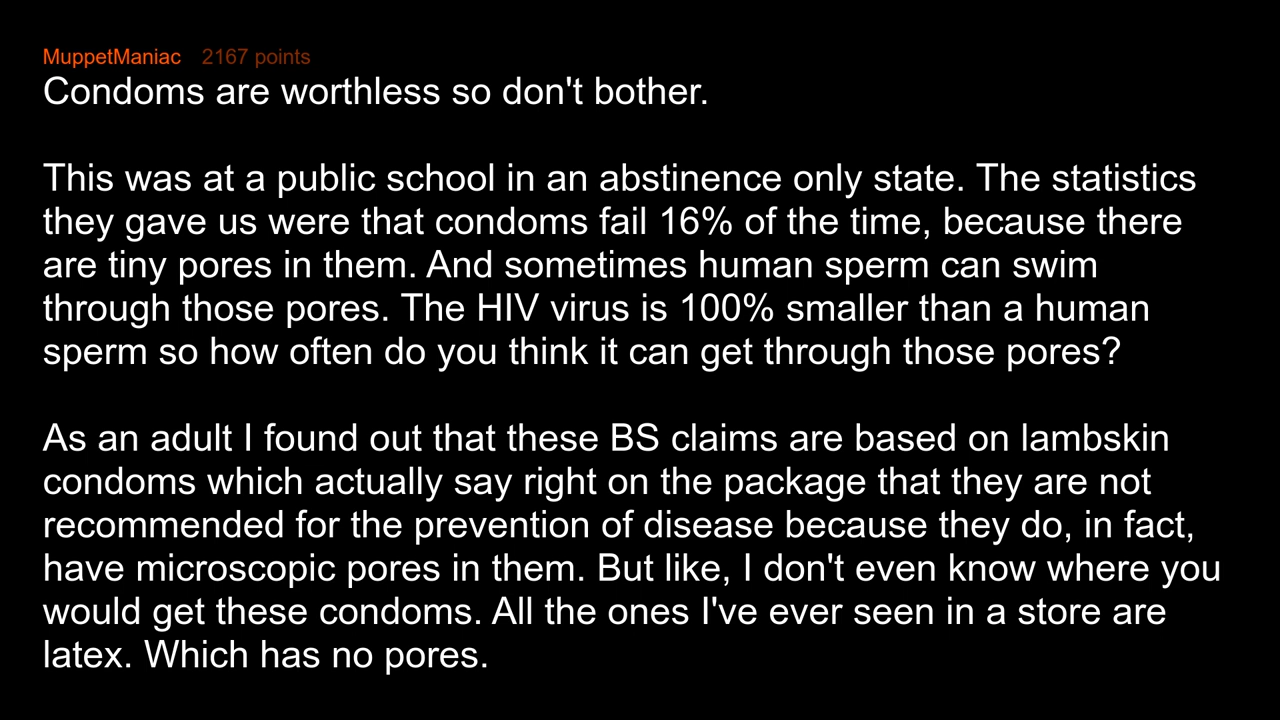 MuppetManiac 2167 points
Condoms are worthless so don't bother.
This was at a public school in an abstinence only state. The statistics
they gave us were that condoms fail 16% of the time, because there
are tiny pores in them. And sometimes human sperm can swim
through those pores. The HIV virus is 100% smaller than a human
sperm so how often do you think it can get through those pores?
As an adult I found out that these BS claims are based on lambskin
condoms which actually say right on the package that they are not
recommended for the prevention of disease because they do, in fact,
have microscopic pores in them. But like, I don't even know where you
would get these condoms. All the ones I've ever seen in a store are
latex. Which has no pores.